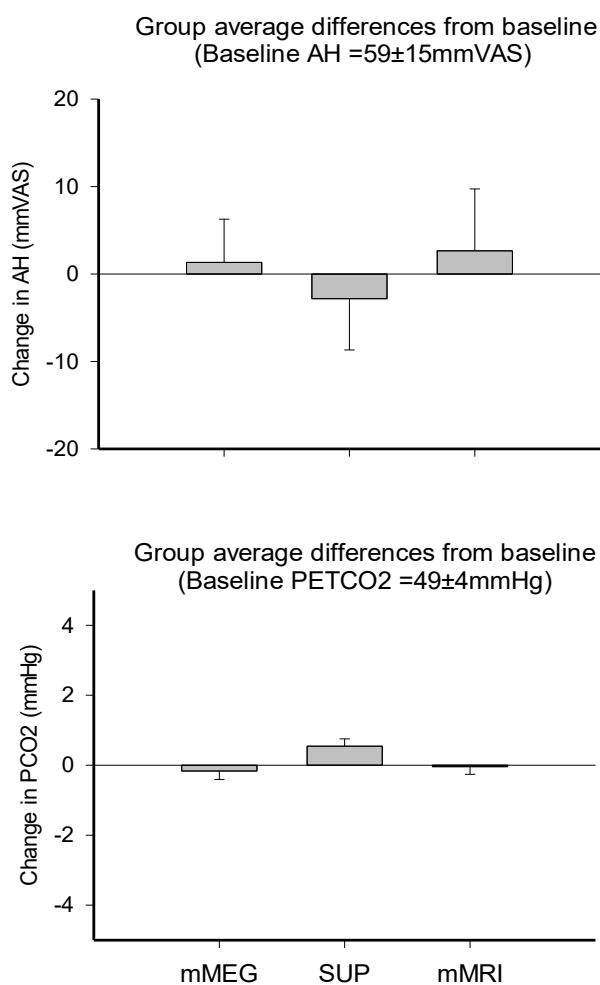 Group average differences from baseline
(Baseline AH =59±15mmVAS)
20
10
0
-10
-20
Change in AH (mmVAS)
Group average differences from baseline
(Baseline PETCO2 =49±4mmHg)
4
2
0
-2
-4
Change in PCO2 (mmHg)
mMEG SUP mMRI